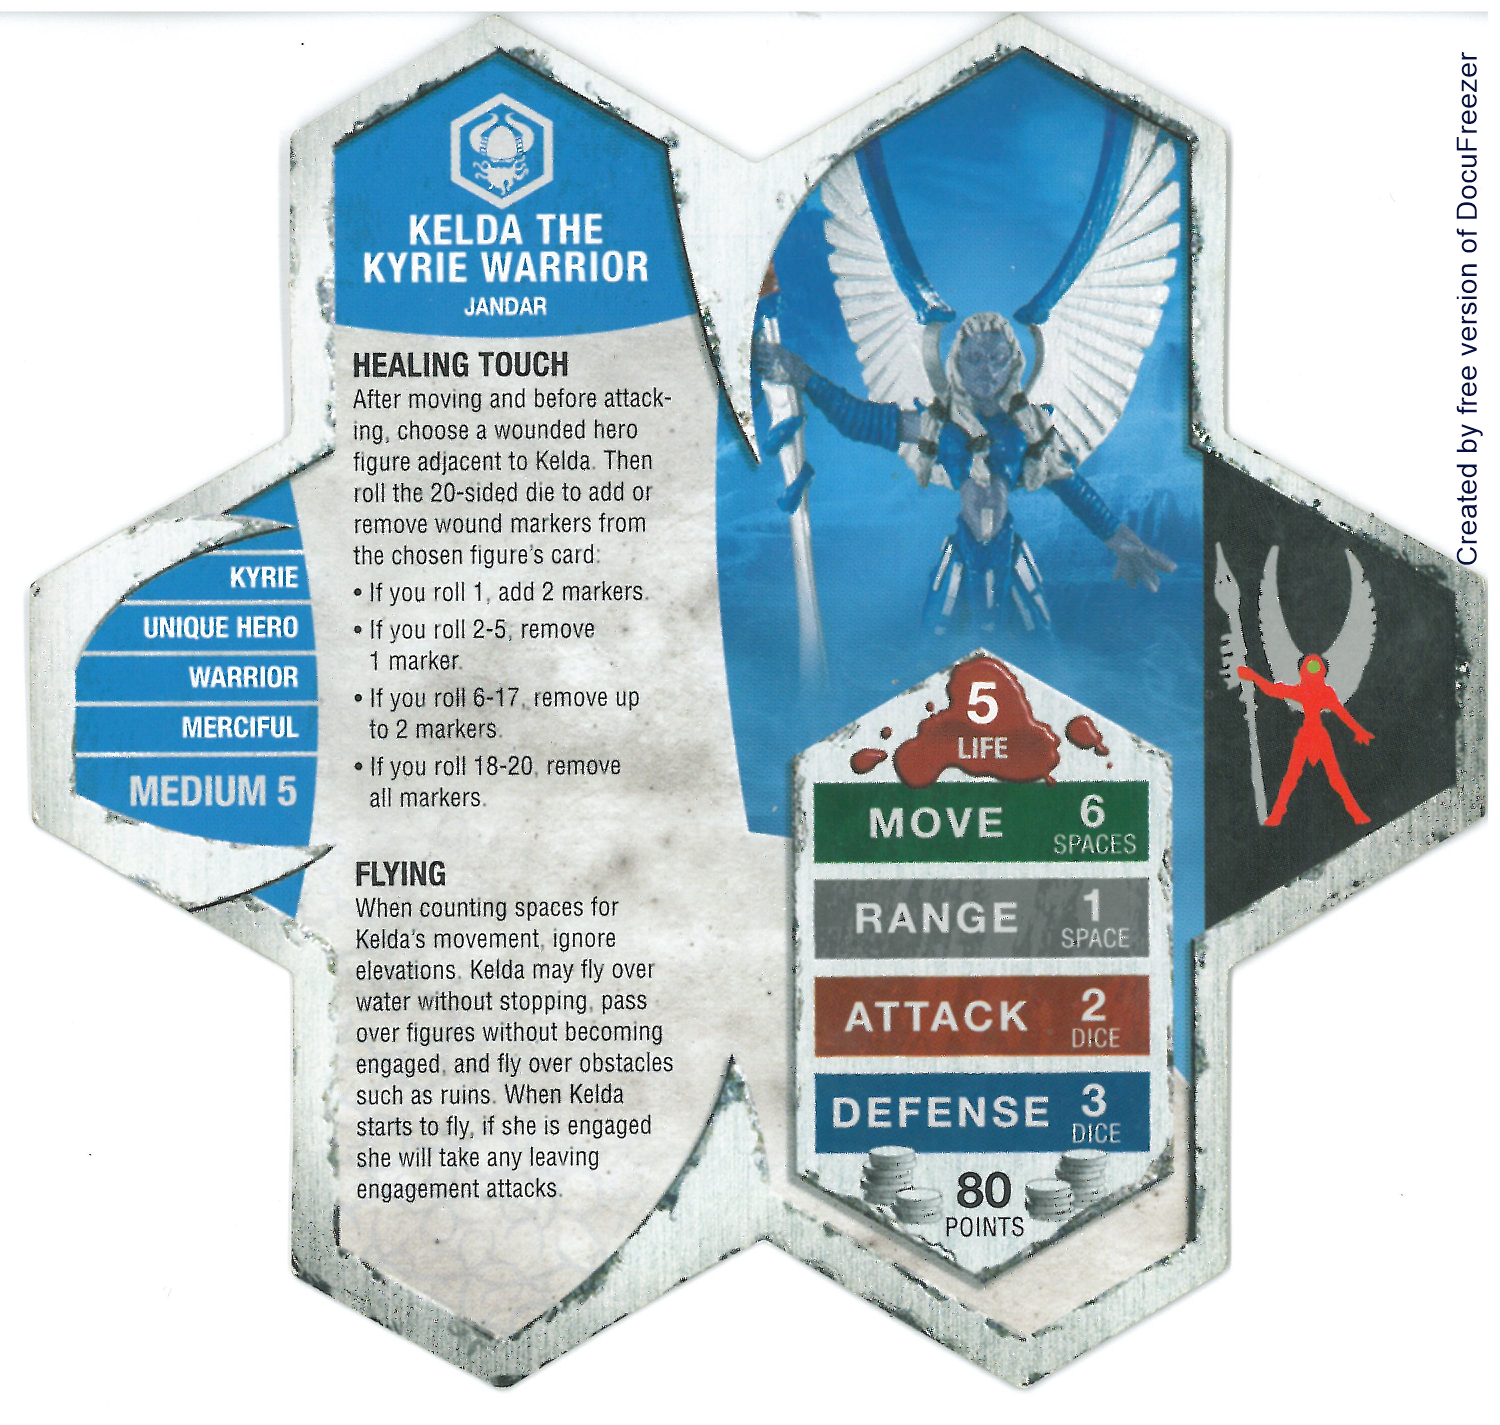 KELDA THE
KYRIE WARRIOR
JANDAR
HEALING TOUCH
After moving and before attack-
ing, choose a wounded hero
figure adjacent to Kelda. Then
roll the 20-sided die to add or
remove wound markers from
the chosen figure's card:
• If you roll 1, add 2 markers.
• If you roll 2-5, remove
1 marker.
• If you roll 6-17, remove up
to 2 markers.
• If you roll 18-20, remove
all markers.
FLYING
When counting spaces for
Kelda's movement, ignore
elevations. Kelda may fly over
water without stopping, pass
over figures without becoming
engaged, and fly over obstacles
such as ruins. When Kelda
starts to fly, if she is engaged
she will take any leaving
engagement attacks.
KYRIE
UNIQUE HERO
WARRIOR
MERCIFUL
MEDIUM 5
5
LIFE
MOVE 6
SPACES
RANGE 1
SPACE
ATTACK 2
DICE
DEFENSE 3
DICE
80
POINTS
Created by free version of DocuFreezer